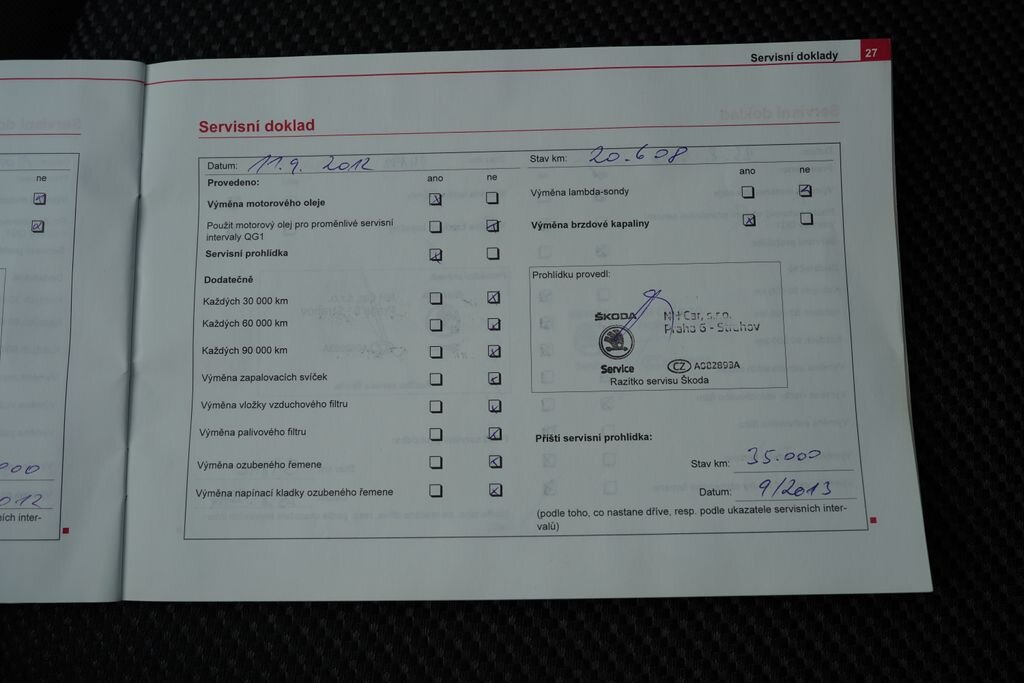 Servisní doklady 27
Servisní doklad
Datum: 11.9. 2012
Stav km: 20.608
Provedeno:
ano ne
Výměna motorového oleje
Použit motorový olej pro proměnlivé servisní
intervaly QG1
Servisní prohlídka
Dodatečně
Každých 30 000 km
Každých 60 000 km
Každých 90 000 km
Výměna zapalovacích svíček
Výměna vložky vzduchového filtru
Výměna palivového filtru
Výměna ozubeného řemene
Výměna napínací kladky ozubeného řemene
ano ne
Výměna lambda-sondy
Výměna brzdové kapaliny
Prohlídku provedl:
ŠKODA
Service
Car, s.r.o.
Praha 6 -
CZ
Razítko servisu Škoda
Příští servisní prohlídka:
Stav km: 35.000
Datum: 9/2013
(podle toho, co nastane dříve, resp. podle ukazatele servisních inter-
valů)
ne